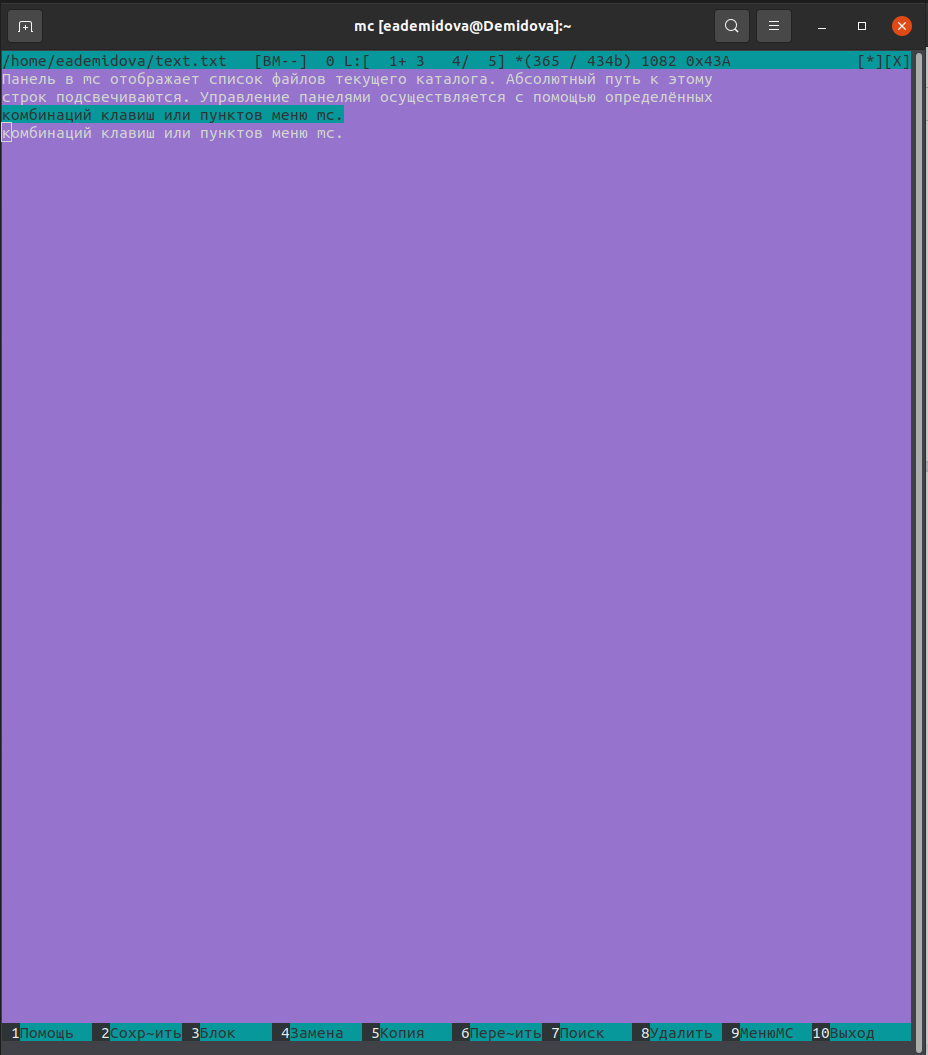 mc [eademidova@Demidova]:~
/home/eademidova/text.txt   [BM--]  0 L:[  1+ 3   4/  5] *(365 / 434b) 1082 0x43A   [*][X]
Панель в mc отображает список файлов текущего каталога. Абсолютный путь к этому
строк подсвечиваются. Управление панелями осуществляется с помощью определённых
комбинаций клавиш или пунктов меню mc.
комбинаций клавиш или пунктов меню mc.
1Помощь 2Сохр~ить 3Блок 4Замена 5Копия 6Пере~ить 7Поиск 8Удалить 9МенюMC 10Выход